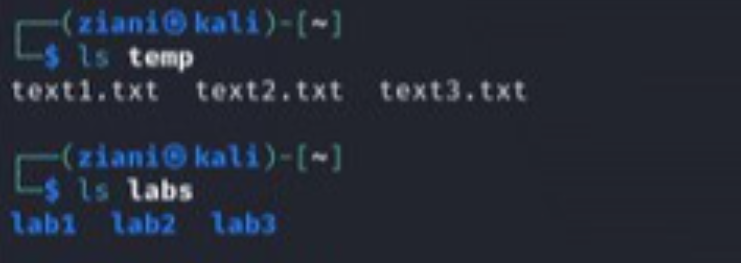 ┌──(ziani㉿kali)-[~]
└─$ ls temp
text1.txt  text2.txt  text3.txt
┌──(ziani㉿kali)-[~]
└─$ ls labs
lab1  lab2  lab3